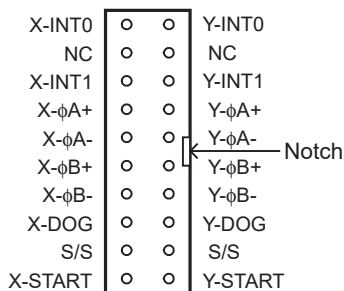 X-INT0 Y-INT0
NC NC
X-INT1 Y-INT1
X-ϕA+ Y-ϕA+
X-ϕA- Y-ϕA-
Notch
X-ϕB+ Y-ϕB+
X-ϕB- Y-ϕB-
X-DOG Y-DOG
S/S S/S
X-START Y-START